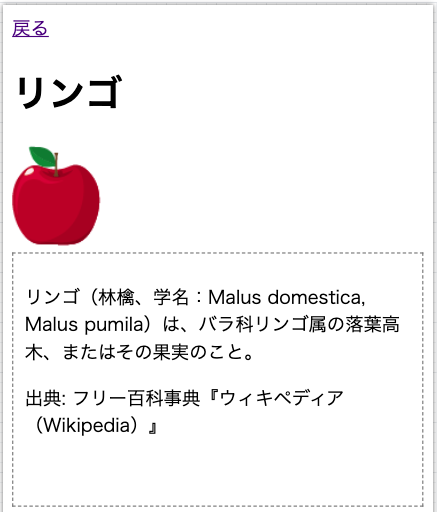 戻る
リンゴ
リンゴ（林檎、学名：Malus domestica,
Malus pumila）は、バラ科リンゴ属の落葉高
木、またはその果実のこと。
出典: フリー百科事典『ウィキペディア
（Wikipedia）』